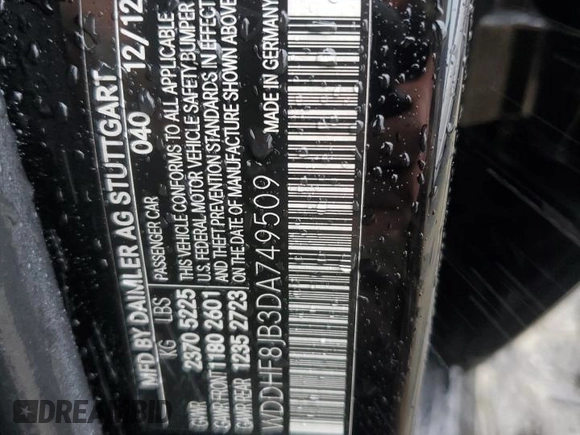 MFD BY DAIMLER AG STUTTGART
040 12/12
PASSENGER CAR
KG LBS
GVWR 2370 5225
GAWR FRONT 1180 2601
GAWR REAR 1235 2723
THIS VEHICLE CONFORMS TO ALL APPLICABLE
U.S. FEDERAL MOTOR VEHICLE SAFETY/BUMPER
AND THEFT PREVENTION STANDARDS IN EFFECT
ON THE DATE OF MANUFACTURE SHOWN ABOVE
MADE IN GERMANY
WDDHF8JB3DA749509
DREAMBID